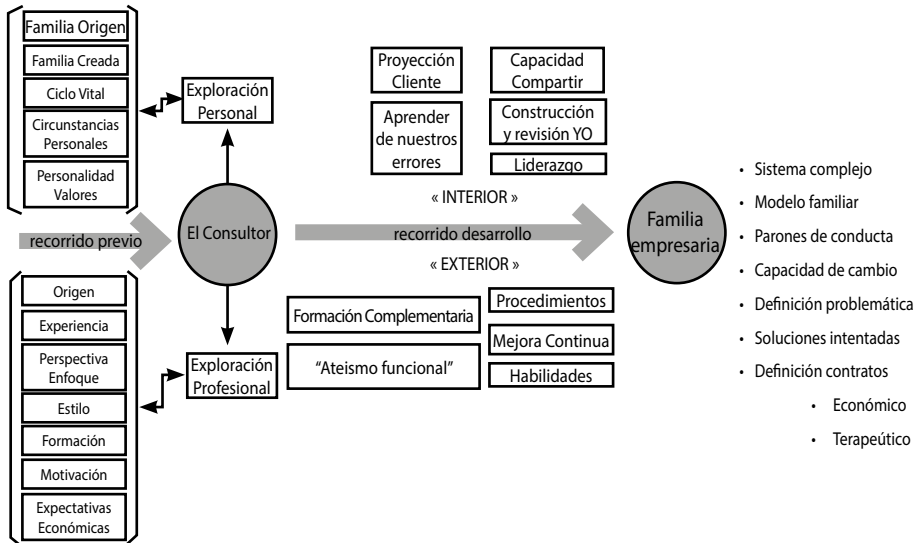 Familia Origen
Familia Creada
Ciclo Vital
Circunstancias
Personales
Personalidad
Valores
Exploración
Personal
recorrido previo
El Consultor
Origen
Experiencia
Perspectiva
Enfoque
Estilo
Formación
Motivación
Expectativas
Económicas
Exploración
Profesional
Proyección
Cliente
Capacidad
Compartir
Aprender
de nuestros
errores
Construcción
y revisión YO
Liderazgo
« INTERIOR »
recorrido desarrollo
« EXTERIOR »
Formación Complementaria
"Ateismo funcional"
Procedimientos
Mejora Continua
Habilidades
Familia
empresaria
• Sistema complejo
• Modelo familiar
• Parones de conducta
• Capacidad de cambio
• Definición problemática
• Soluciones intentadas
• Definición contratos
• Económico
• Terapeútico